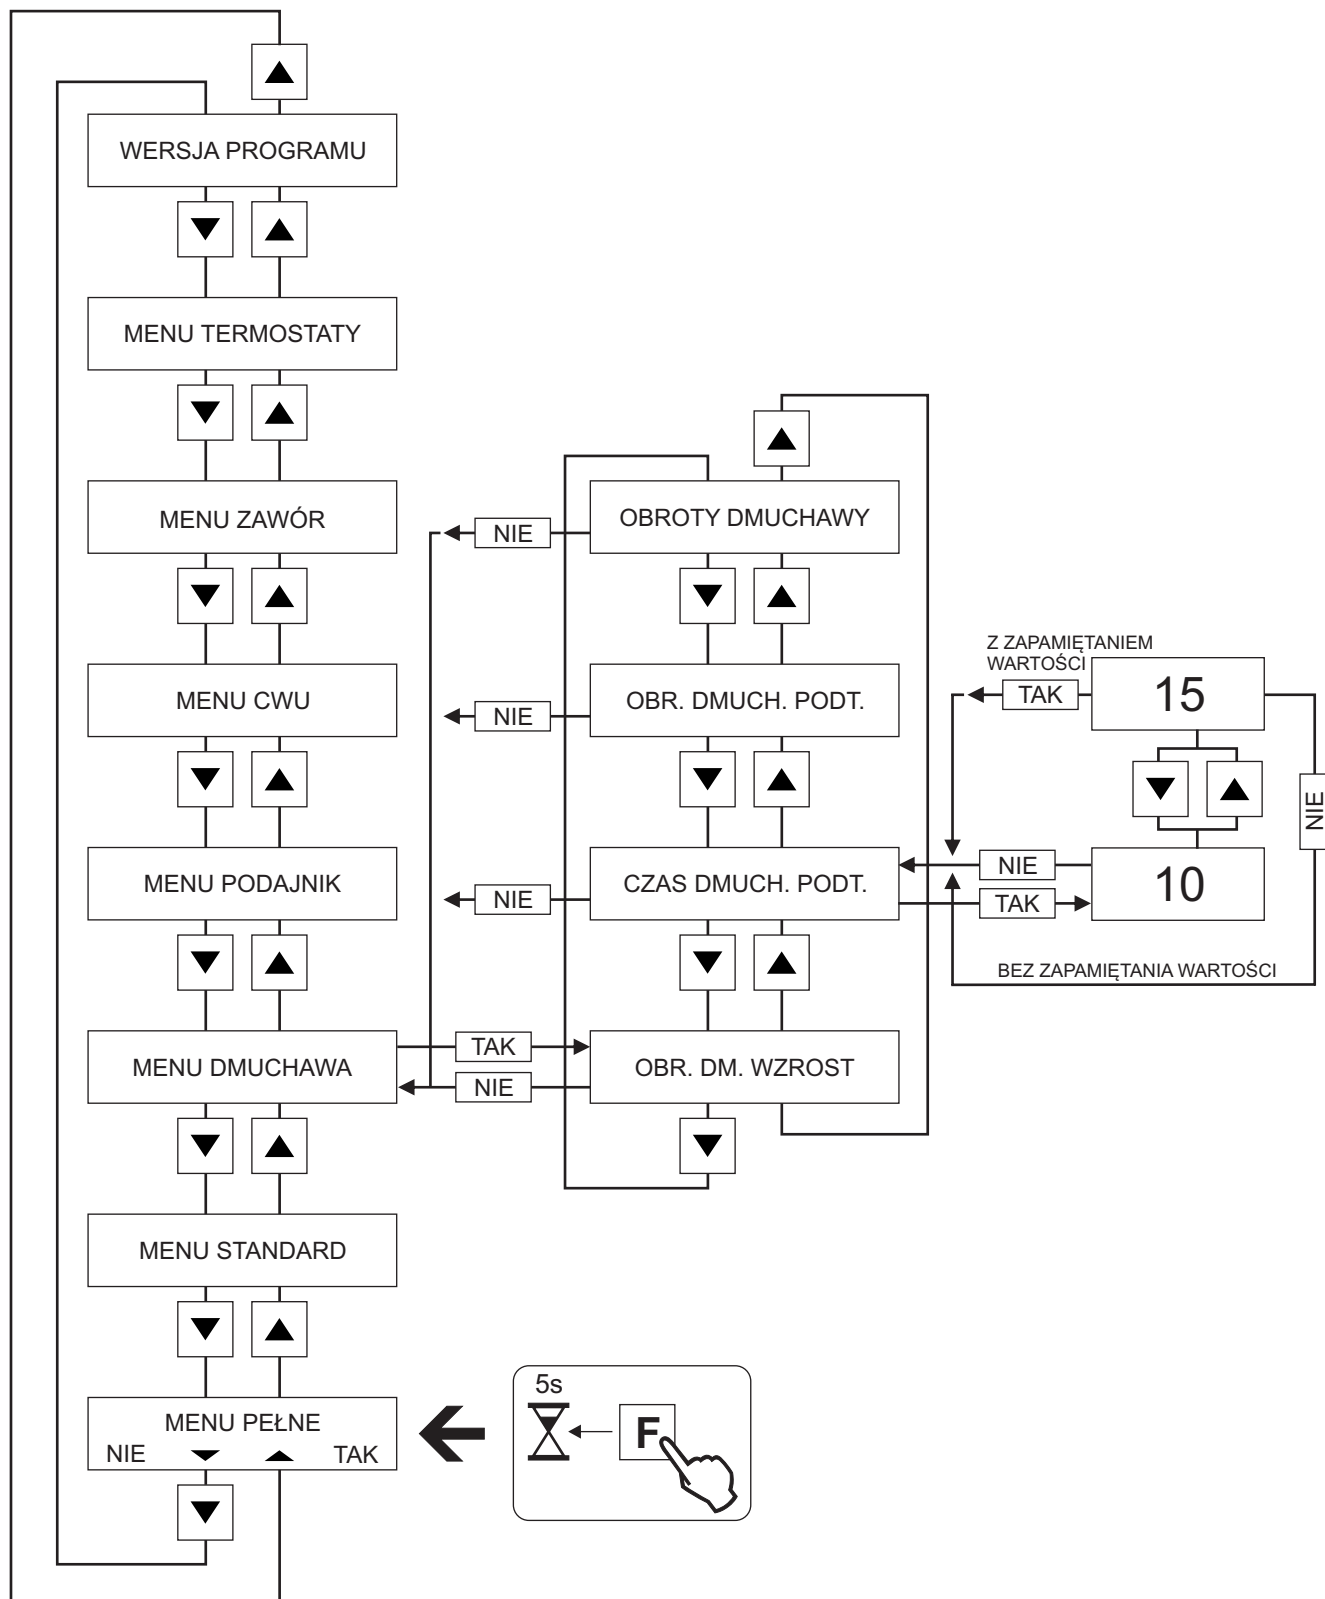 WERSJA PROGRAMU
MENU TERMOSTATY
MENU ZAWÓR
MENU CWU
MENU PODAJNIK
MENU DMUCHAWA
MENU STANDARD
MENU PEŁNE
NIE
TAK
TAK
NIE
NIE
NIE
NIE
OBROTY DMUCHAWY
OBR. DMUCH. PODT.
CZAS DMUCH. PODT.
OBR. DM. WZROST
Z ZAPAMIĘTANIEM
WARTOŚCI
TAK
15
NIE
NIE
10
TAK
BEZ ZAPAMIĘTANIA WARTOŚCI
5s
F